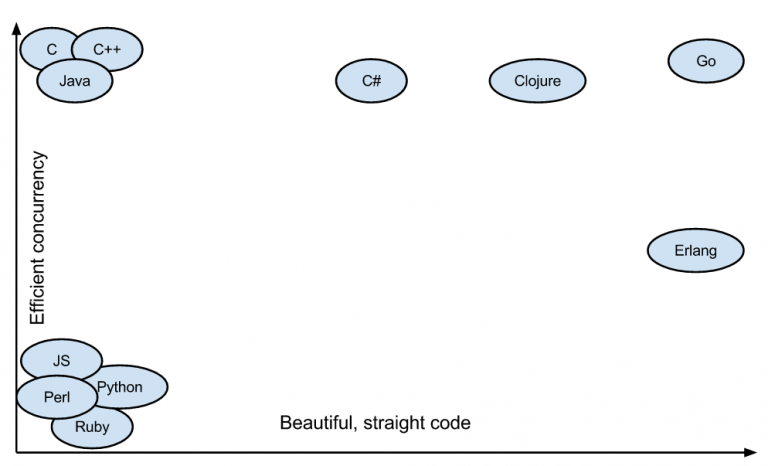 C
C++
Java
C#
Clojure
Go
Efficient concurrency
Erlang
JS
Python
Perl
Ruby
Beautiful, straight code